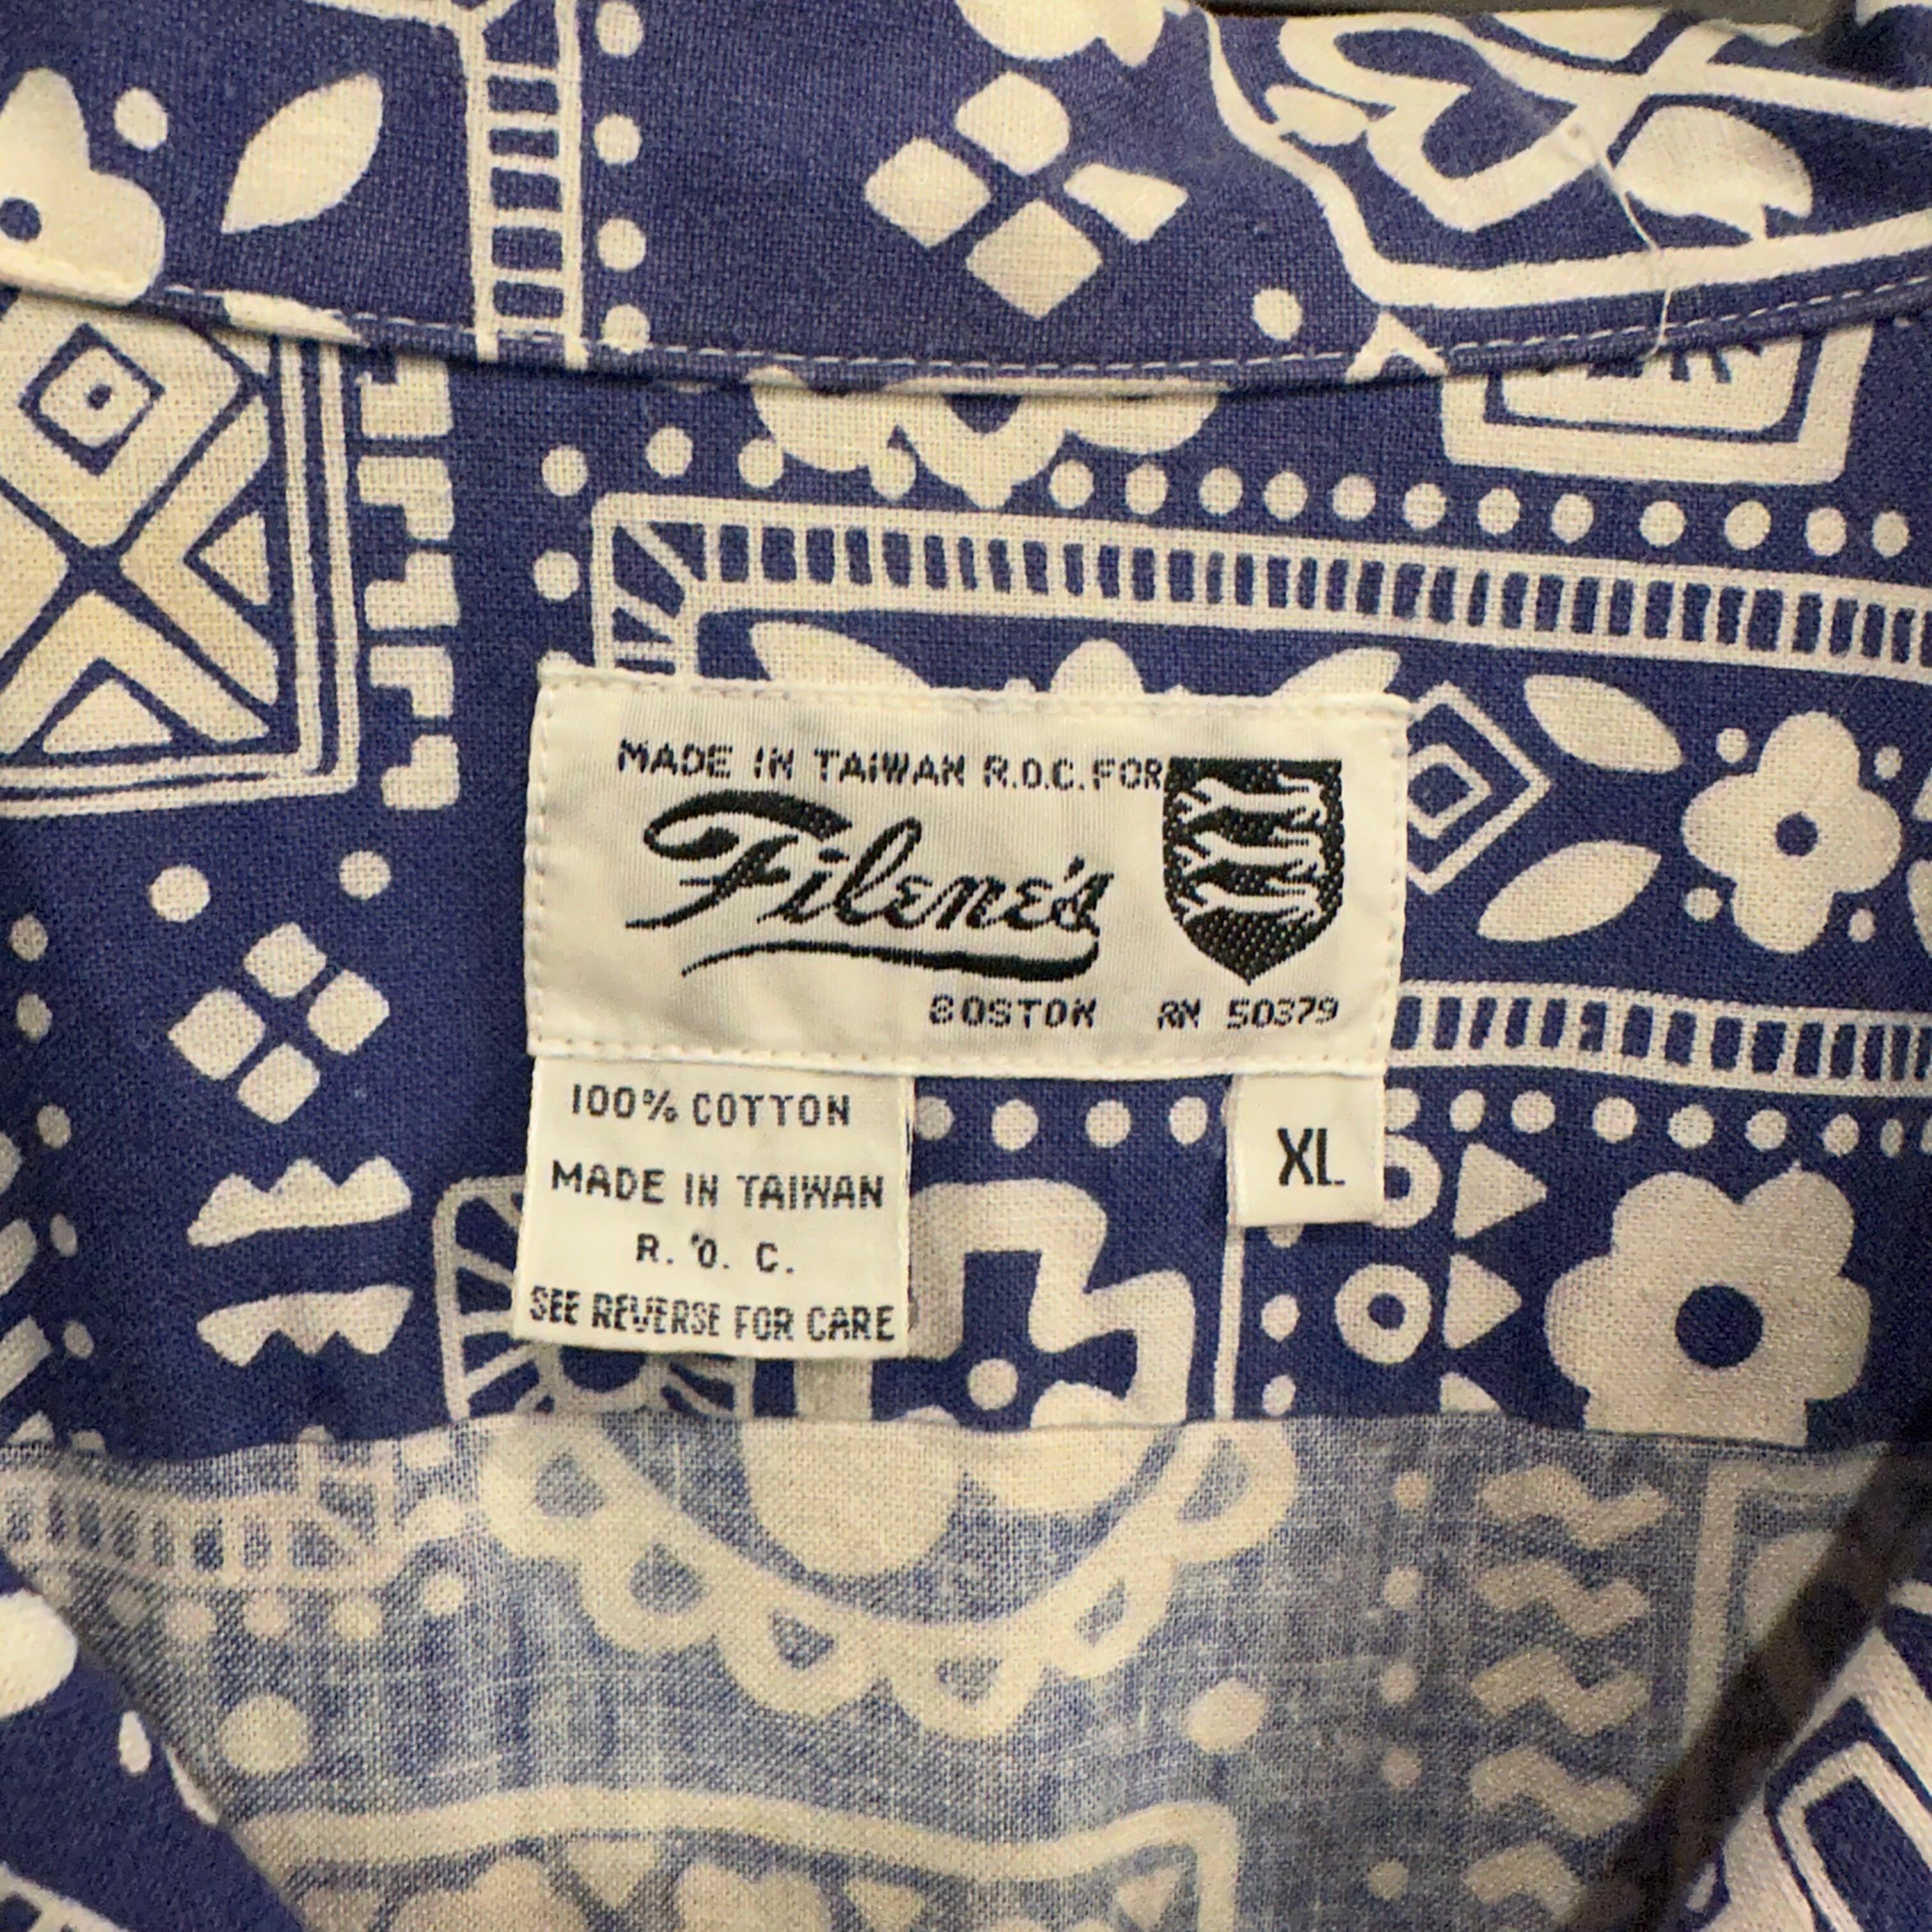 MADE IN TAIWAN R.O.C. FOR
Filene's
BOSTON RN 50379
100% COTTON
MADE IN TAIWAN
R. O. C.
SEE REVERSE FOR CARE
XL